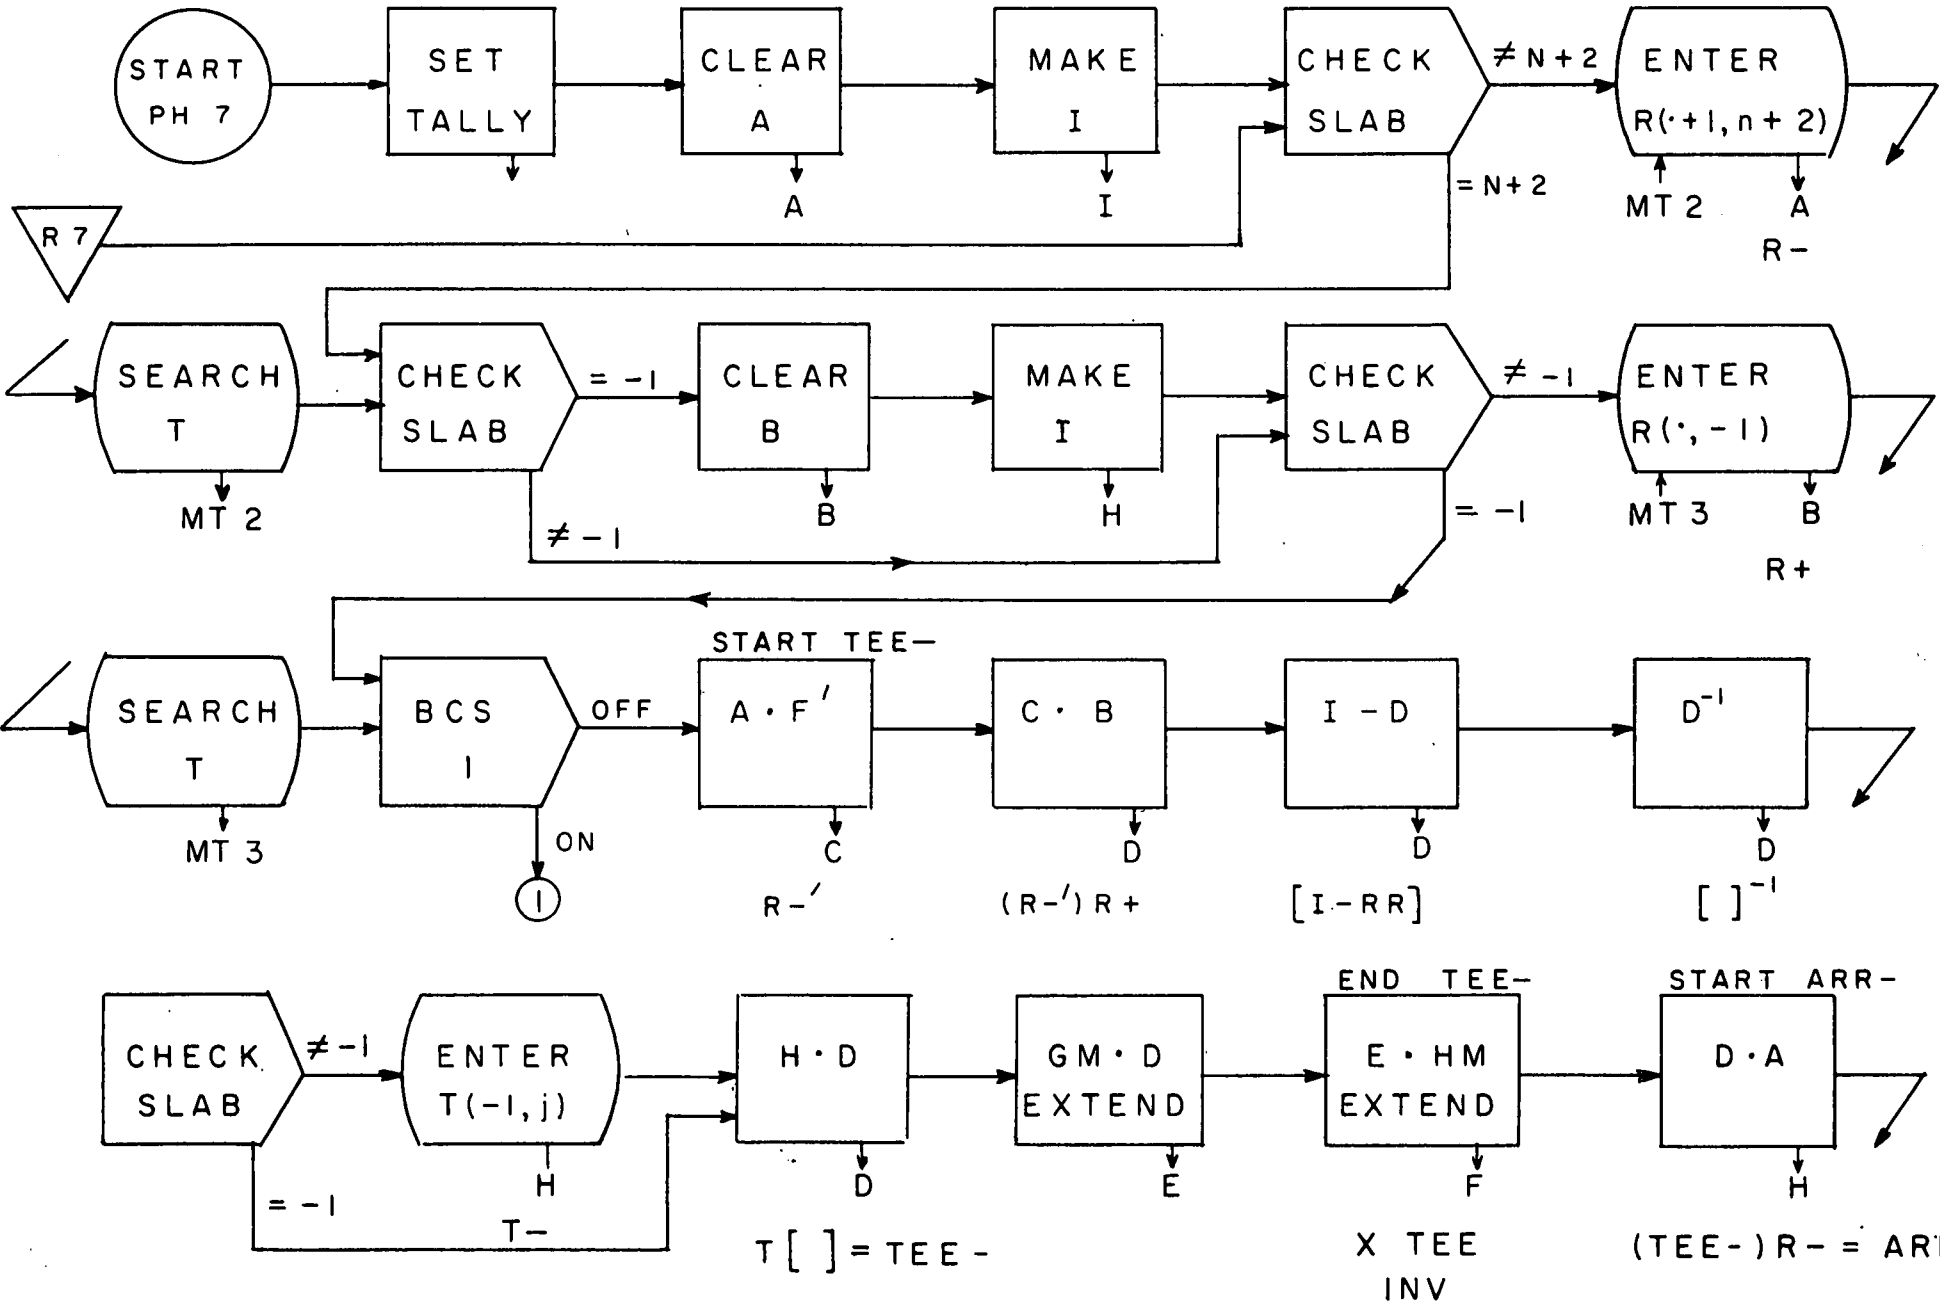 START
PH 7
SET
TALLY
CLEAR
A
A
MAKE
I
I
CHECK
SLAB
≠ N+2
= N+2
ENTER
R(·+1, n+2)
MT 2
A
R-
R 7
SEARCH
T
MT 2
CHECK
SLAB
= -1
≠ -1
CLEAR
B
B
MAKE
I
H
CHECK
SLAB
≠ -1
= -1
ENTER
R(·, -1)
MT 3
B
R+
SEARCH
T
MT 3
BCS
1
OFF
ON
1
START TEE-
A · F′
C
R-′
C · B
D
(R-′) R+
I - D
D
[I - RR]
D⁻¹
D
[ ]⁻¹
CHECK
SLAB
≠ -1
= -1
ENTER
T(-1, j)
H
T-
H · D
D
T [ ] = TEE -
GM · D
EXTEND
E
END TEE-
E · HM
EXTEND
F
X TEE
INV
START ARR-
D · A
H
(TEE-) R- =